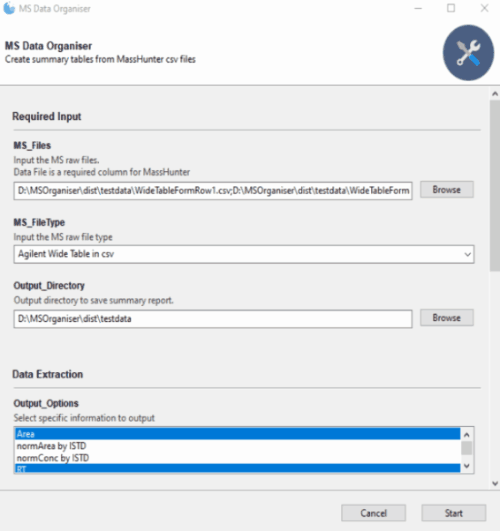 MS Data Organiser
MS Data Organiser
Create summary tables from MassHunter csv files
Required Input
MS_Files
Input the MS raw files.
Data File is a required column for MassHunter
D:\MSOrganiser\dist\testdata\WideTableFormRow1.csv;D:\MSOrganiser\dist\testdata\WideTableForm
Browse
MS_FileType
Input the MS raw file type
Agilent Wide Table in csv
Output_Directory
Output directory to save summary report.
D:\MSOrganiser\dist\testdata
Browse
Data Extraction
Output_Options
Select specific information to output
Area
normArea by ISTD
normConc by ISTD
RT
Cancel
Start